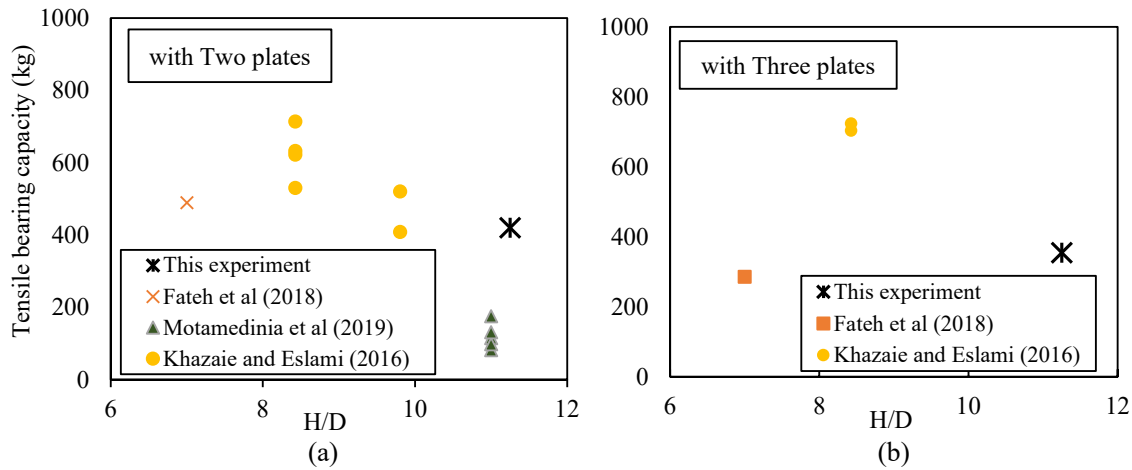 Tensile bearing capacity (kg)
1000
800
600
400
200
0
with Two plates
This experiment
Fateh et al (2018)
Motamedinia et al (2019)
Khazaie and Eslami (2016)
6
8
10
12
H/D
(a)
1000
800
600
400
200
0
with Three plates
This experiment
Fateh et al (2018)
Khazaie and Eslami (2016)
6
8
10
12
H/D
(b)